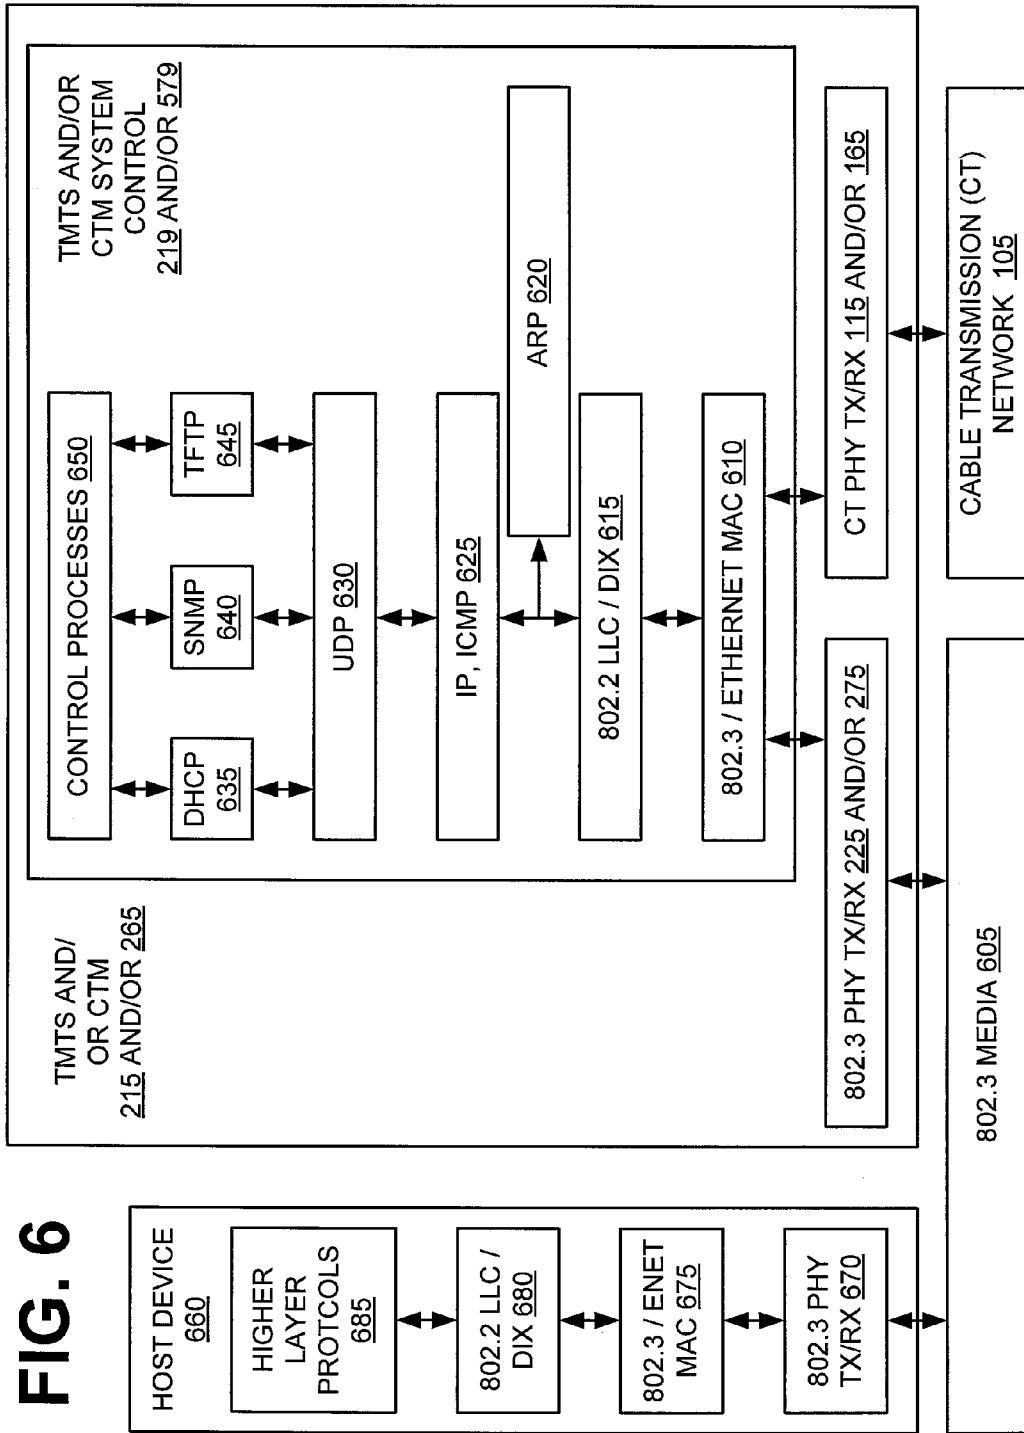 FIG. 6
HOST DEVICE
660
HIGHER
LAYER
PROTCOLS
685
802.2 LLC /
DIX 680
802.3 / ENET
MAC 675
802.3 PHY
TX/RX 670
TMTS AND/
OR CTM
215 AND/OR 265
TMTS AND/OR
CTM SYSTEM
CONTROL
219 AND/OR 579
CONTROL PROCESSES 650
DHCP
635
SNMP
640
TFTP
645
UDP 630
IP, ICMP 625
ARP 620
802.2 LLC / DIX 615
802.3 / ETHERNET MAC 610
802.3 PHY TX/RX 225 AND/OR 275
CT PHY TX/RX 115 AND/OR 165
802.3 MEDIA 605
CABLE TRANSMISSION (CT)
NETWORK 105